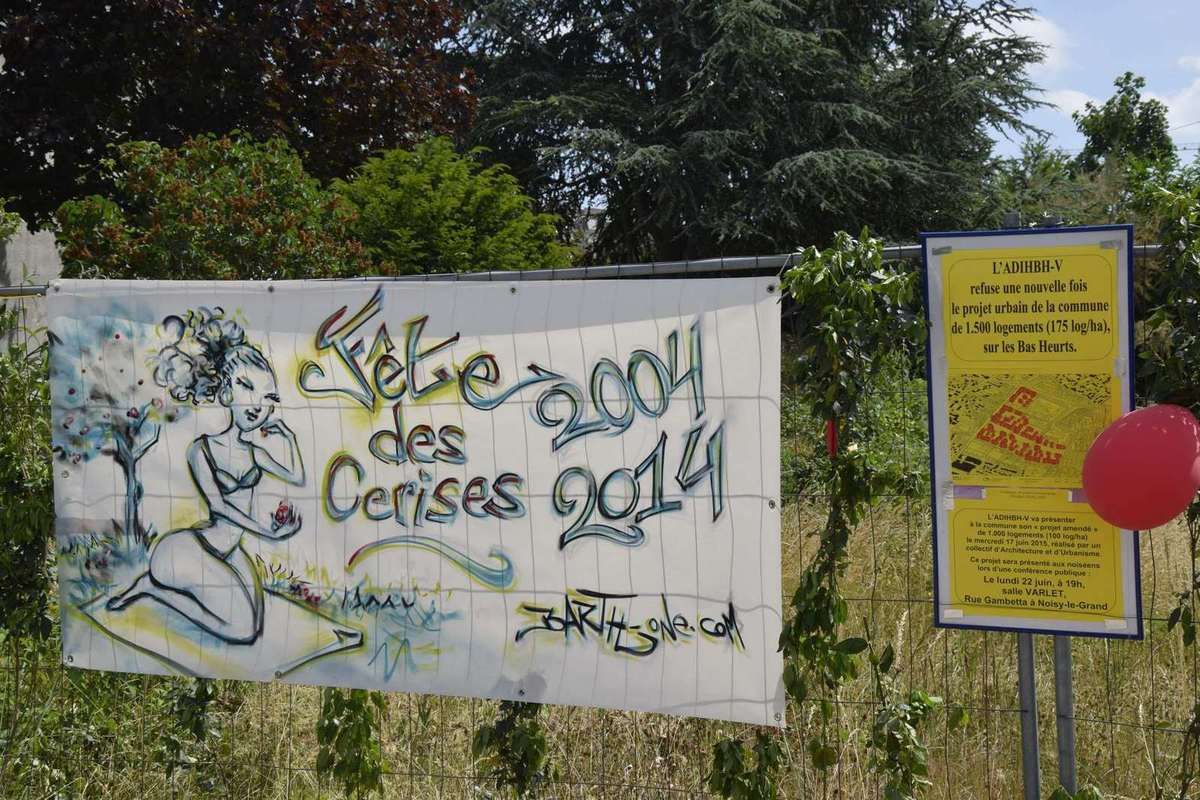 Fête 2004
des
Cerises 2014
BARTH-ONE.COM
L'ADIHBH-V
refuse une nouvelle fois
le projet urbain de la commune
de 1.500 logements (175 log/ha),
sur les Bas Heurts.
L'ADIHBH-V va présenter
à la commune son « projet amendé »
de 1.000 logements (100 log/ha)
le mercredi 17 juin 2015, réalisé par un
collectif d'Architecture et d'Urbanisme
Ce projet sera présenté aux noiséens
lors d'une conférence publique :
Le lundi 22 juin, à 19h,
salle VARLET,
Rue Gambetta à Noisy-le-Grand